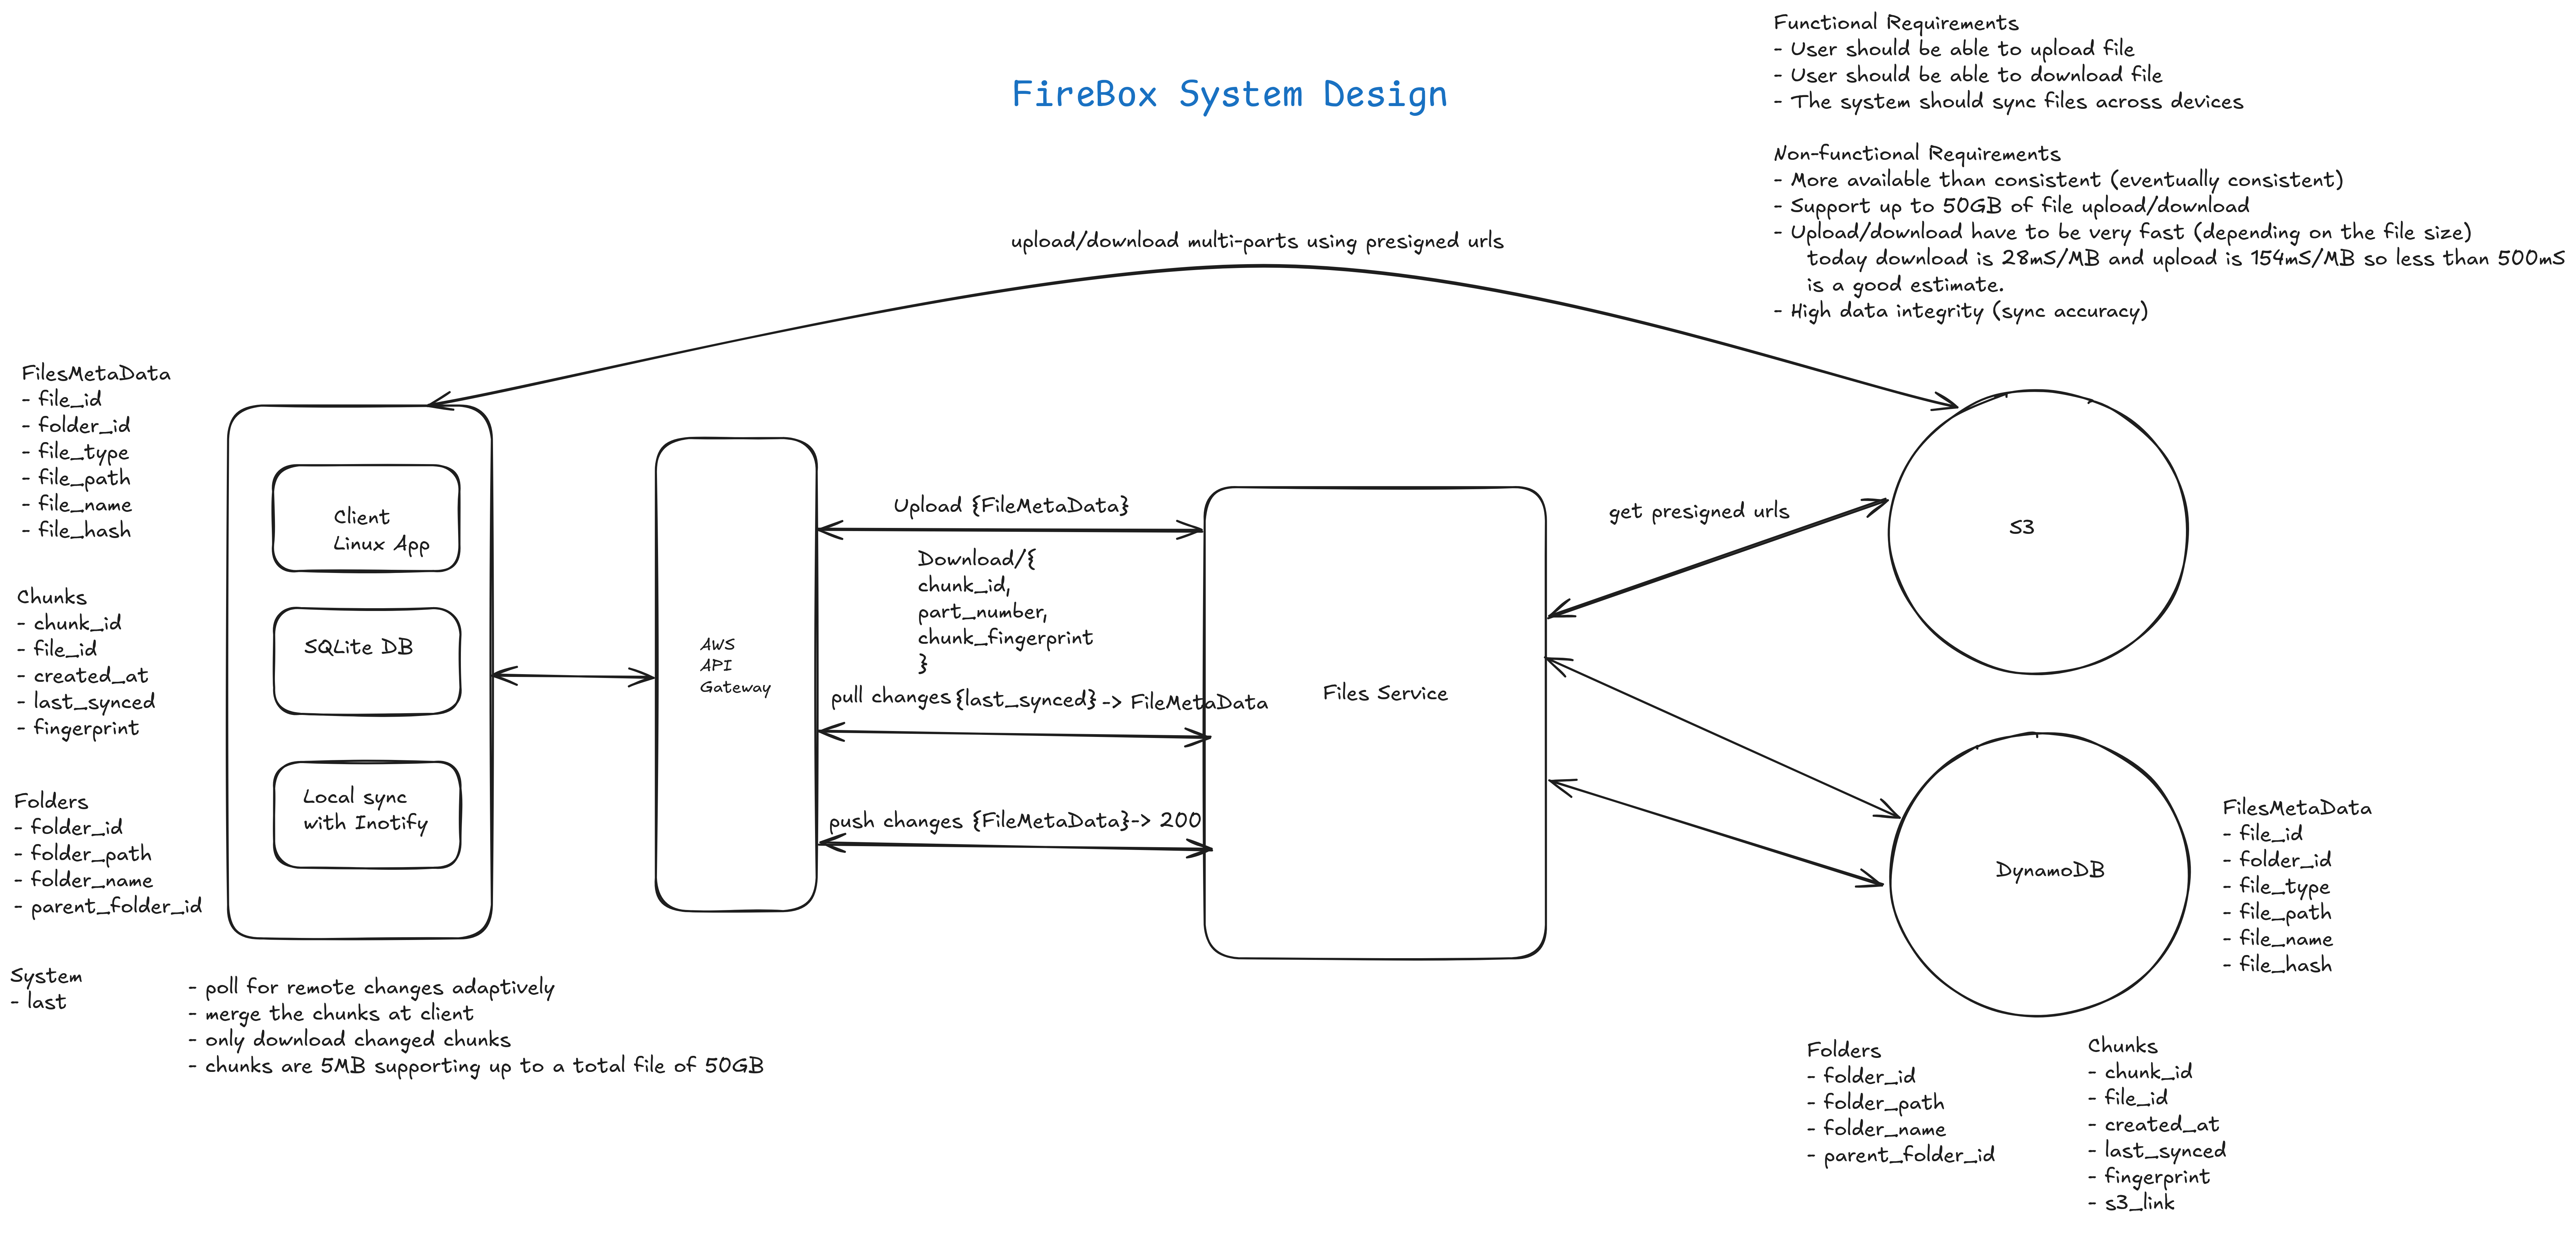 FireBox System Design
Functional Requirements
- User should be able to upload file
- User should be able to download file
- The system should sync files across devices
Non-functional Requirements
- More available than consistent (eventually consistent)
- Support up to 50GB of file upload/download
- Upload/download have to be very fast (depending on the file size)
today download is 28mS/MB and upload is 154mS/MB so less than 500mS
is a good estimate.
- High data integrity (sync accuracy)
upload/download multi-parts using presigned urls
FilesMetaData
- file_id
- folder_id
- file_type
- file_path
- file_name
- file_hash
Chunks
- chunk_id
- file_id
- created_at
- last_synced
- fingerprint
Folders
- folder_id
- folder_path
- folder_name
- parent_folder_id
System
- last
Client
Linux App
SQLite DB
Local sync
with Inotify
- poll for remote changes adaptively
- merge the chunks at client
- only download changed chunks
- chunks are 5MB supporting up to a total file of 50GB
AWS
API
Gateway
Upload {FileMetaData}
Download/{
chunk_id,
part_number,
chunk_fingerprint
}
pull changes{last_synced} -> FileMetaData
push changes {FileMetaData}-> 200
Files Service
get presigned urls
S3
DynamoDB
FilesMetaData
- file_id
- folder_id
- file_type
- file_path
- file_name
- file_hash
Folders
- folder_id
- folder_path
- folder_name
- parent_folder_id
Chunks
- chunk_id
- file_id
- created_at
- last_synced
- fingerprint
- s3_link